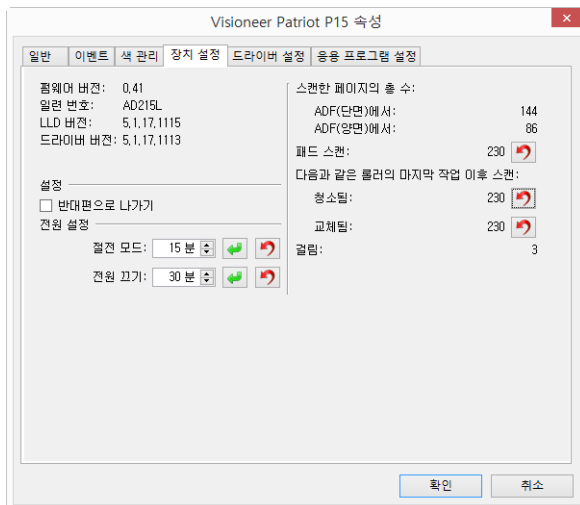 Visioneer Patriot P15 속성
일반 이벤트 색 관리 장치 설정 드라이버 설정 응용 프로그램 설정
펌웨어 버전: 0.41
일련 번호: AD215L
LLD 버전: 5.1.17.1115
드라이버 버전: 5.1.17.1113
설정
반대편으로 나가기
전원 설정
절전 모드: 15 분
전원 끄기: 30 분
스캔한 페이지의 총 수:
ADF(단면)에서: 144
ADF(양면)에서: 86
패드 스캔: 230
다음과 같은 롤러의 마지막 작업 이후 스캔:
청소됨: 230
교체됨: 230
걸림: 3
확인 취소